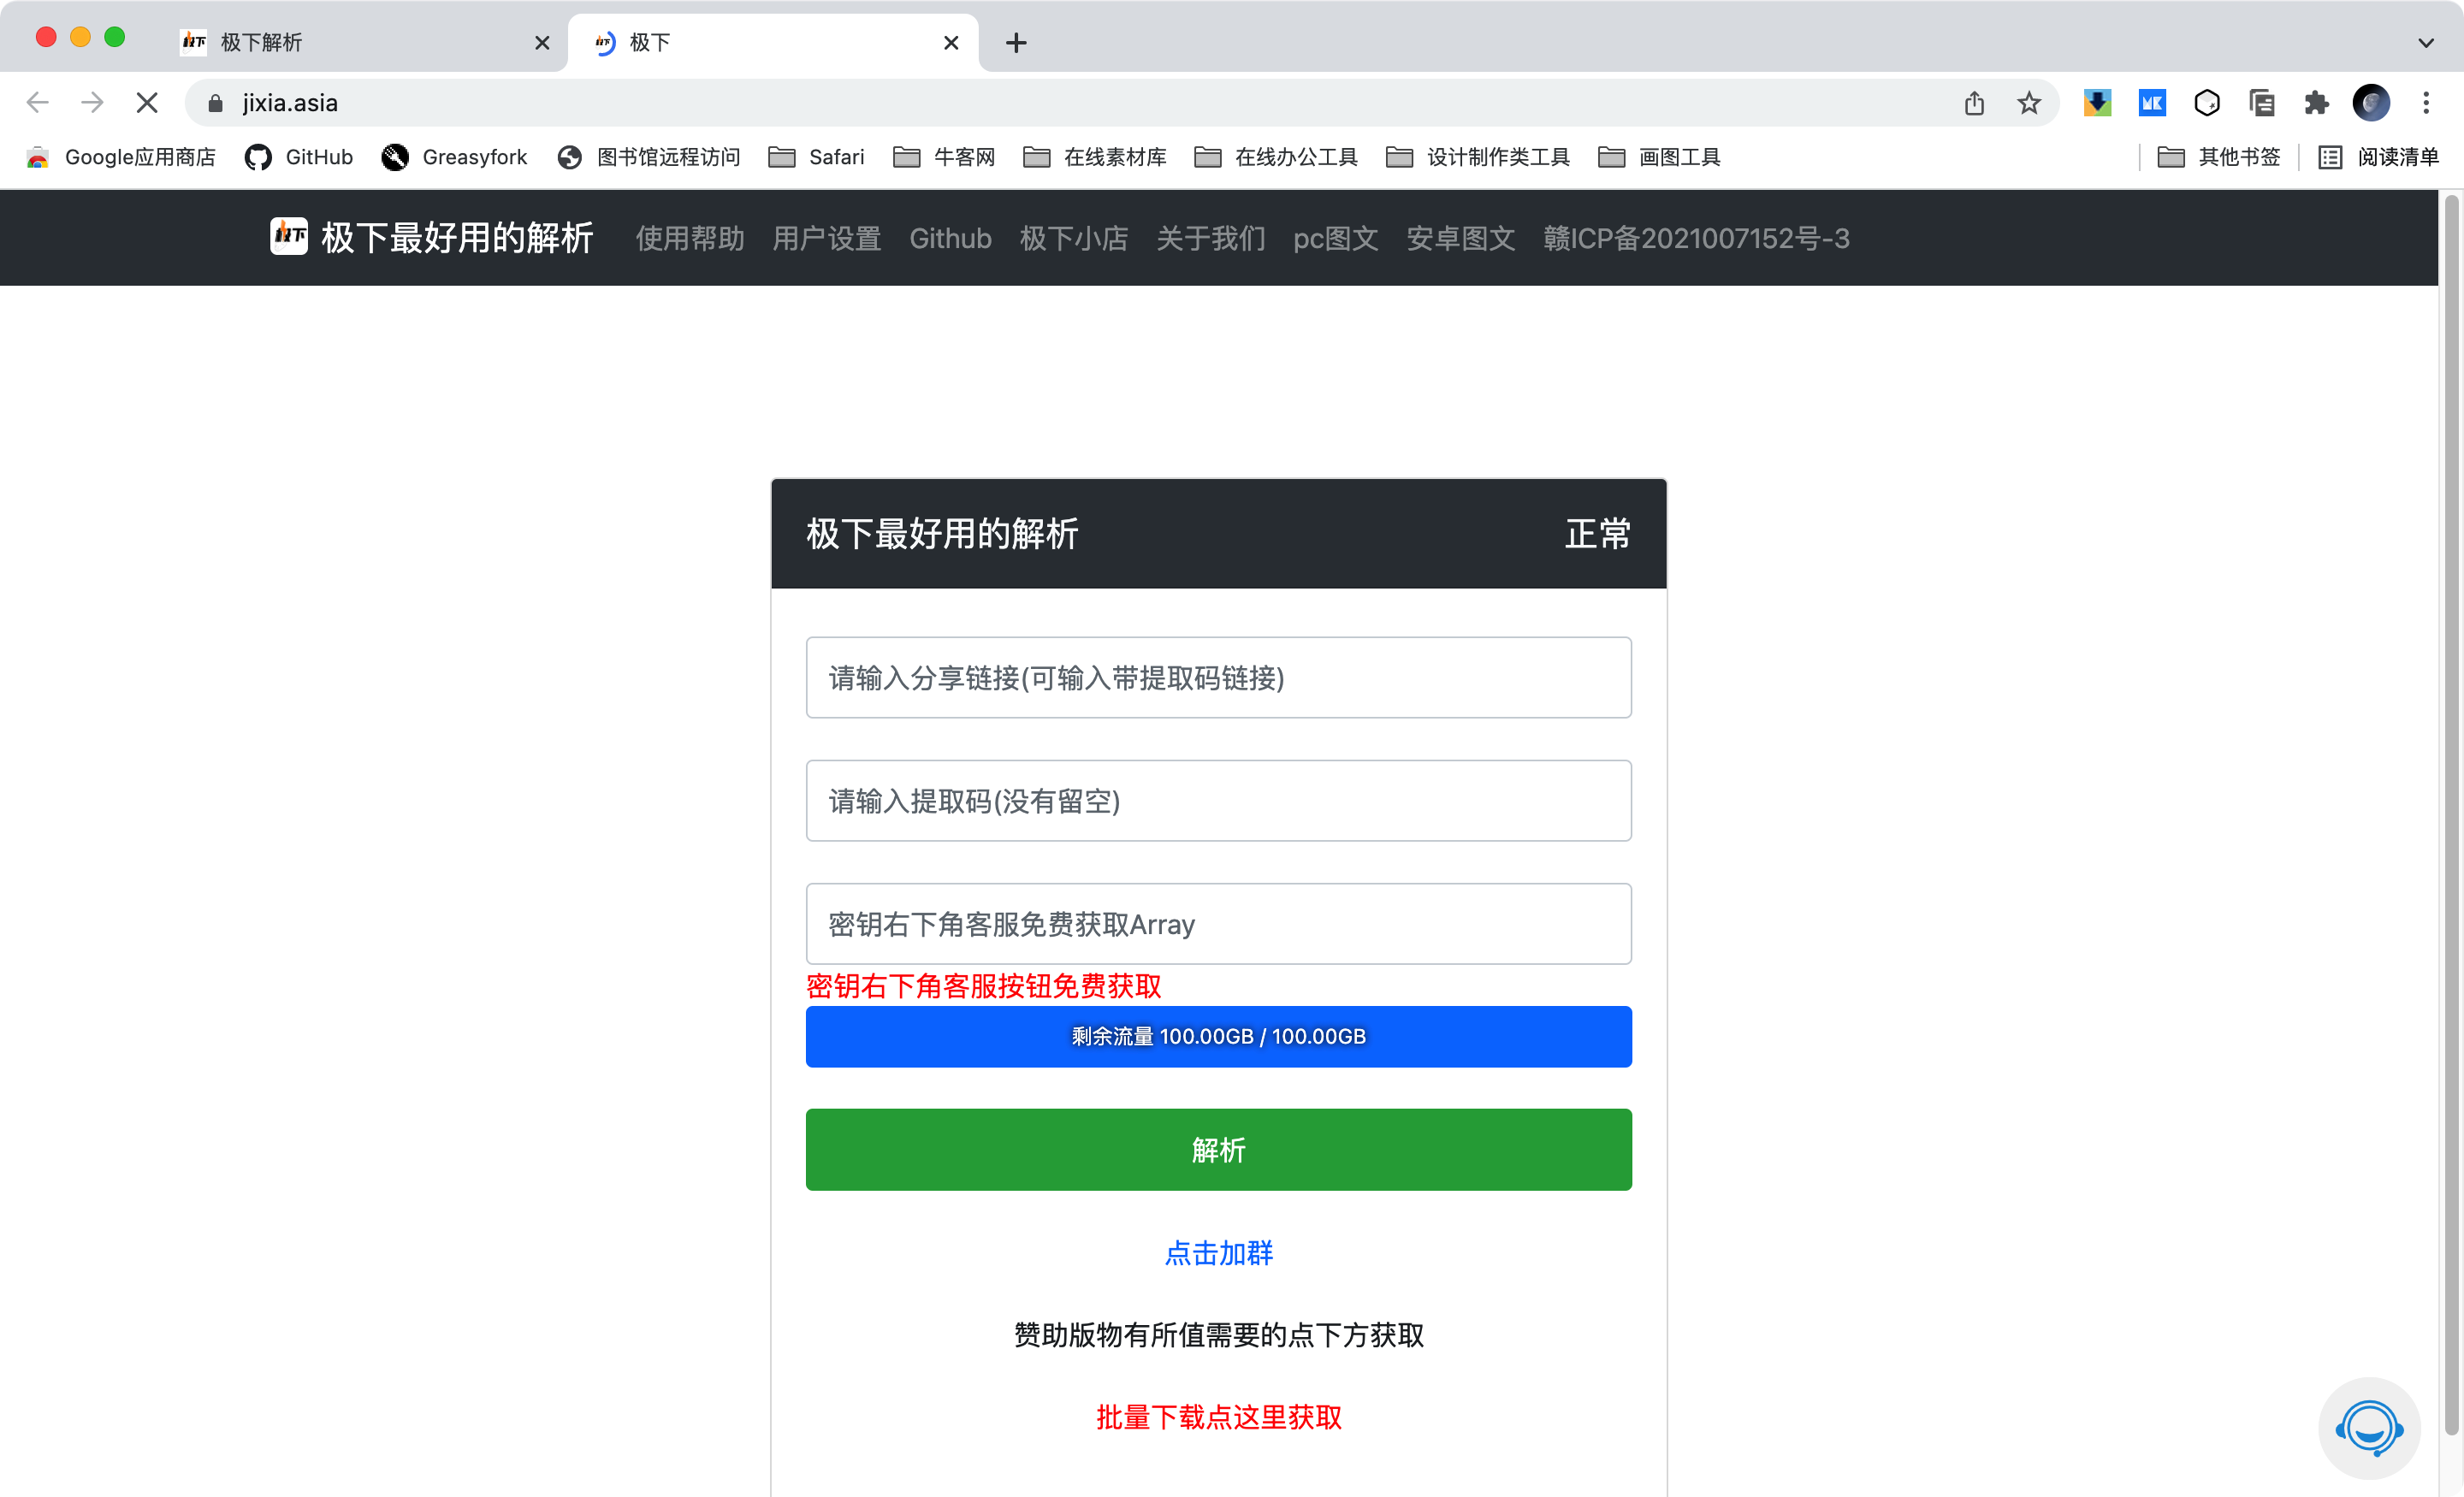 极下解析
极下
jixia.asia
Google应用商店 GitHub Greasyfork 图书馆远程访问 Safari 牛客网 在线素材库 在线办公工具 设计制作类工具 画图工具 其他书签 阅读清单
极下最好用的解析 使用帮助 用户设置 Github 极下小店 关于我们 pc图文 安卓图文 赣ICP备2021007152号-3
极下最好用的解析 正常
请输入分享链接(可输入带提取码链接)
请输入提取码(没有留空)
密钥右下角客服免费获取Array
密钥右下角客服按钮免费获取
剩余流量 100.00GB / 100.00GB
解析
点击加群
赞助版物有所值需要的点下方获取
批量下载点这里获取